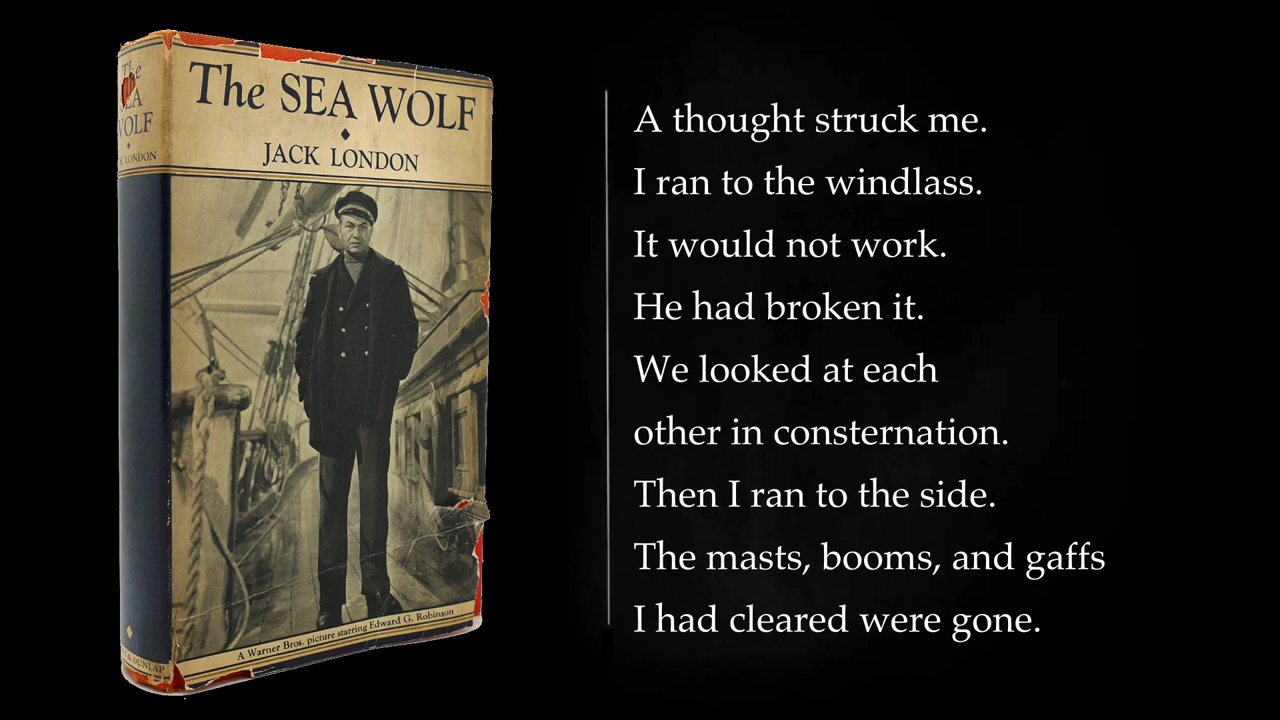 The
SEA
WOLF
LONDON
& DUNLAP
The SEA WOLF
JACK LONDON
A Warner Bros. picture starring Edward G. Robinson
A thought struck me.
I ran to the windlass.
It would not work.
He had broken it.
We looked at each
other in consternation.
Then I ran to the side.
The masts, booms, and gaffs
I had cleared were gone.